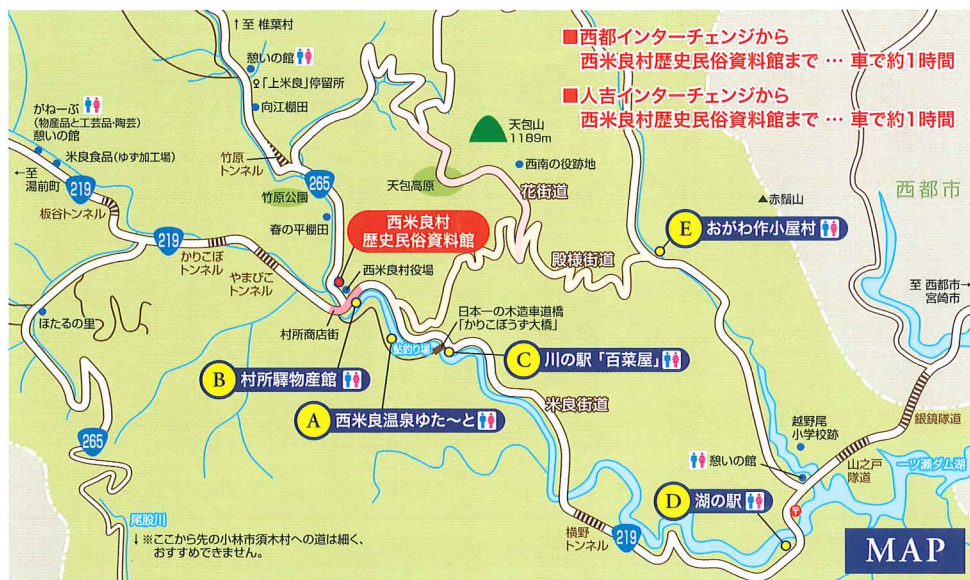 ↑至 椎葉村
憩いの館
「上米良」停留所
向江棚田
がねーぶ
(物産品と工芸品・陶芸)
憩いの館
米良食品(ゆず加工場)
←至
湯前町
219
板谷トンネル
竹原
トンネル
265
竹原公園
春の平棚田
219
かりこぼ
トンネル
やまびこ
トンネル
ほたるの里
■西都インターチェンジから
西米良村歴史民俗資料館まで … 車で約1時間
■人吉インターチェンジから
西米良村歴史民俗資料館まで … 車で約1時間
天包山
1189m
西南の役跡地
天包高原
花街道
西米良村
歴史民俗資料館
西米良村役場
村所商店街
殿様街道
赤髭山
西都市
E おがわ作小屋村
至 西都市→
宮崎市
日本一の木造車道橋
「かりこぼうず大橋」
鮎釣り場
B 村所驛物産館
C 川の駅「百菜屋」
A 西米良温泉ゆた〜と
米良街道
越野尾
小学校跡
憩いの館
銀鏡隧道
山之戸
隧道
一ツ瀬ダム湖
〒
D 湖の駅
265
尾股川
↓※ここから先の小林市須木村への道は細く、
おすすめできません。
横野
トンネル
219
MAP